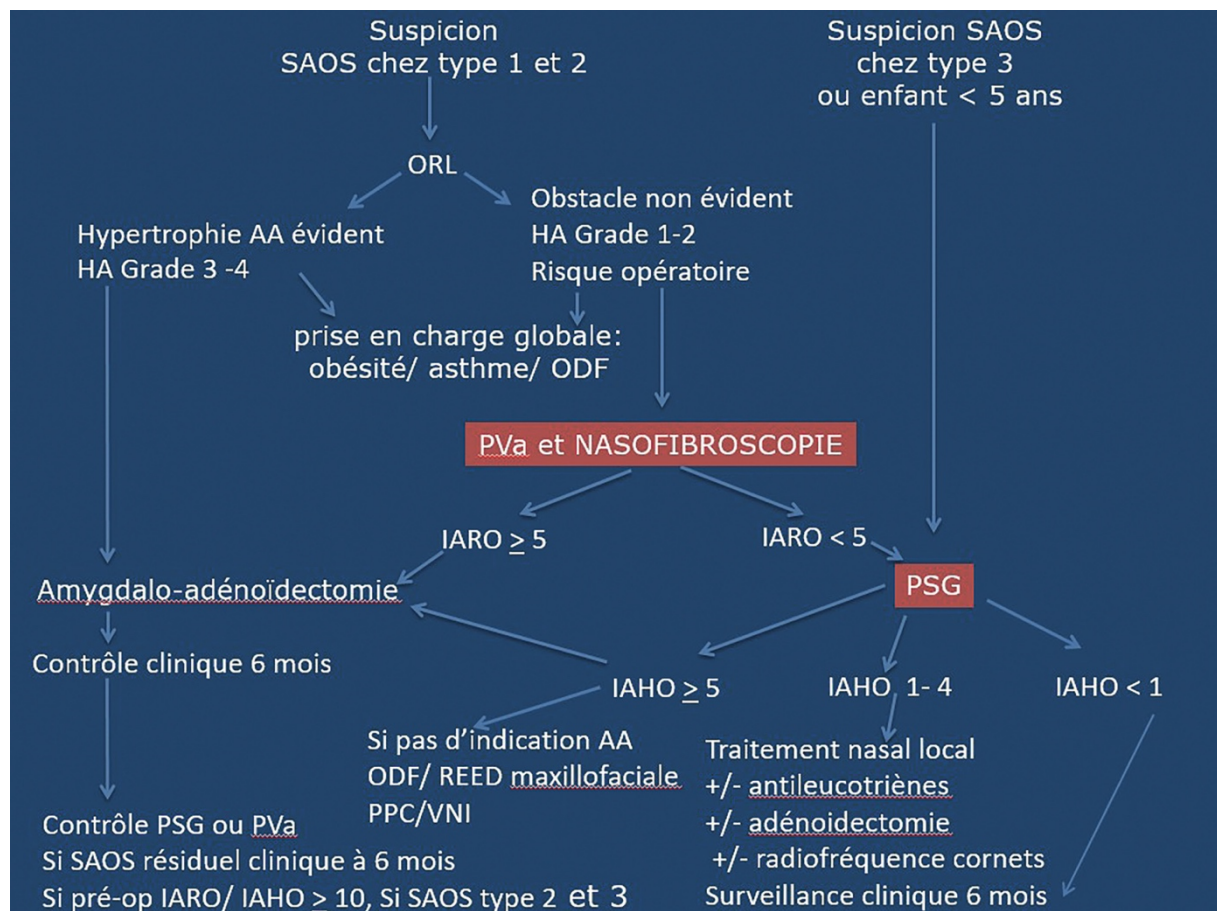 Suspicion
SAOS chez type 1 et 2
Suspicion SAOS
chez type 3
ou enfant < 5 ans
ORL
Hypertrophie AA évident
HA Grade 3 -4
Obstacle non évident
HA Grade 1-2
Risque opératoire
prise en charge globale:
obésité/ asthme/ ODF
PVa et NASOFIBROSCOPIE
IARO ≥ 5
IARO < 5
PSG
Amygdalo-adénoïdectomie
Contrôle clinique 6 mois
IAHO ≥ 5
IAHO 1- 4
IAHO < 1
Si pas d'indication AA
ODF/ REED maxillofaciale
PPC/VNI
Traitement nasal local
+/- antileucotriènes
+/- adénoidectomie
+/- radiofréquence cornets
Surveillance clinique 6 mois
Contrôle PSG ou PVa
Si SAOS résiduel clinique à 6 mois
Si pré-op IARO/ IAHO ≥ 10, Si SAOS type 2 et 3